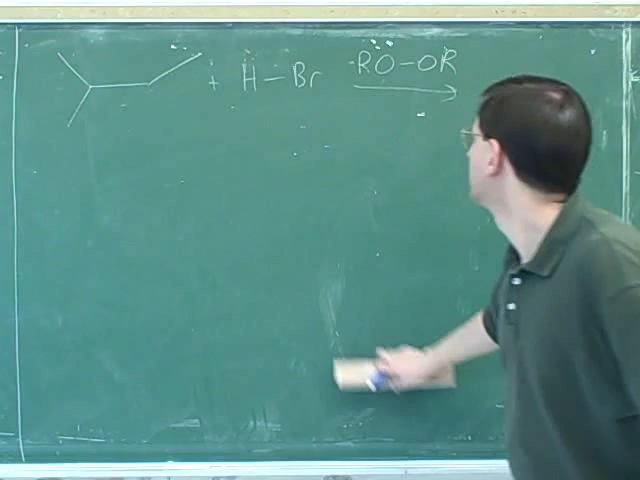 + H — Br RO—OR →